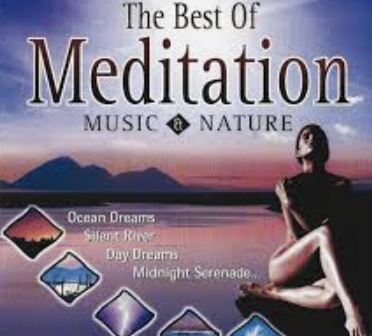 The Best Of
Meditation
MUSIC & NATURE
Ocean Dreams
Silent River
Day Dreams
Midnight Serenade...